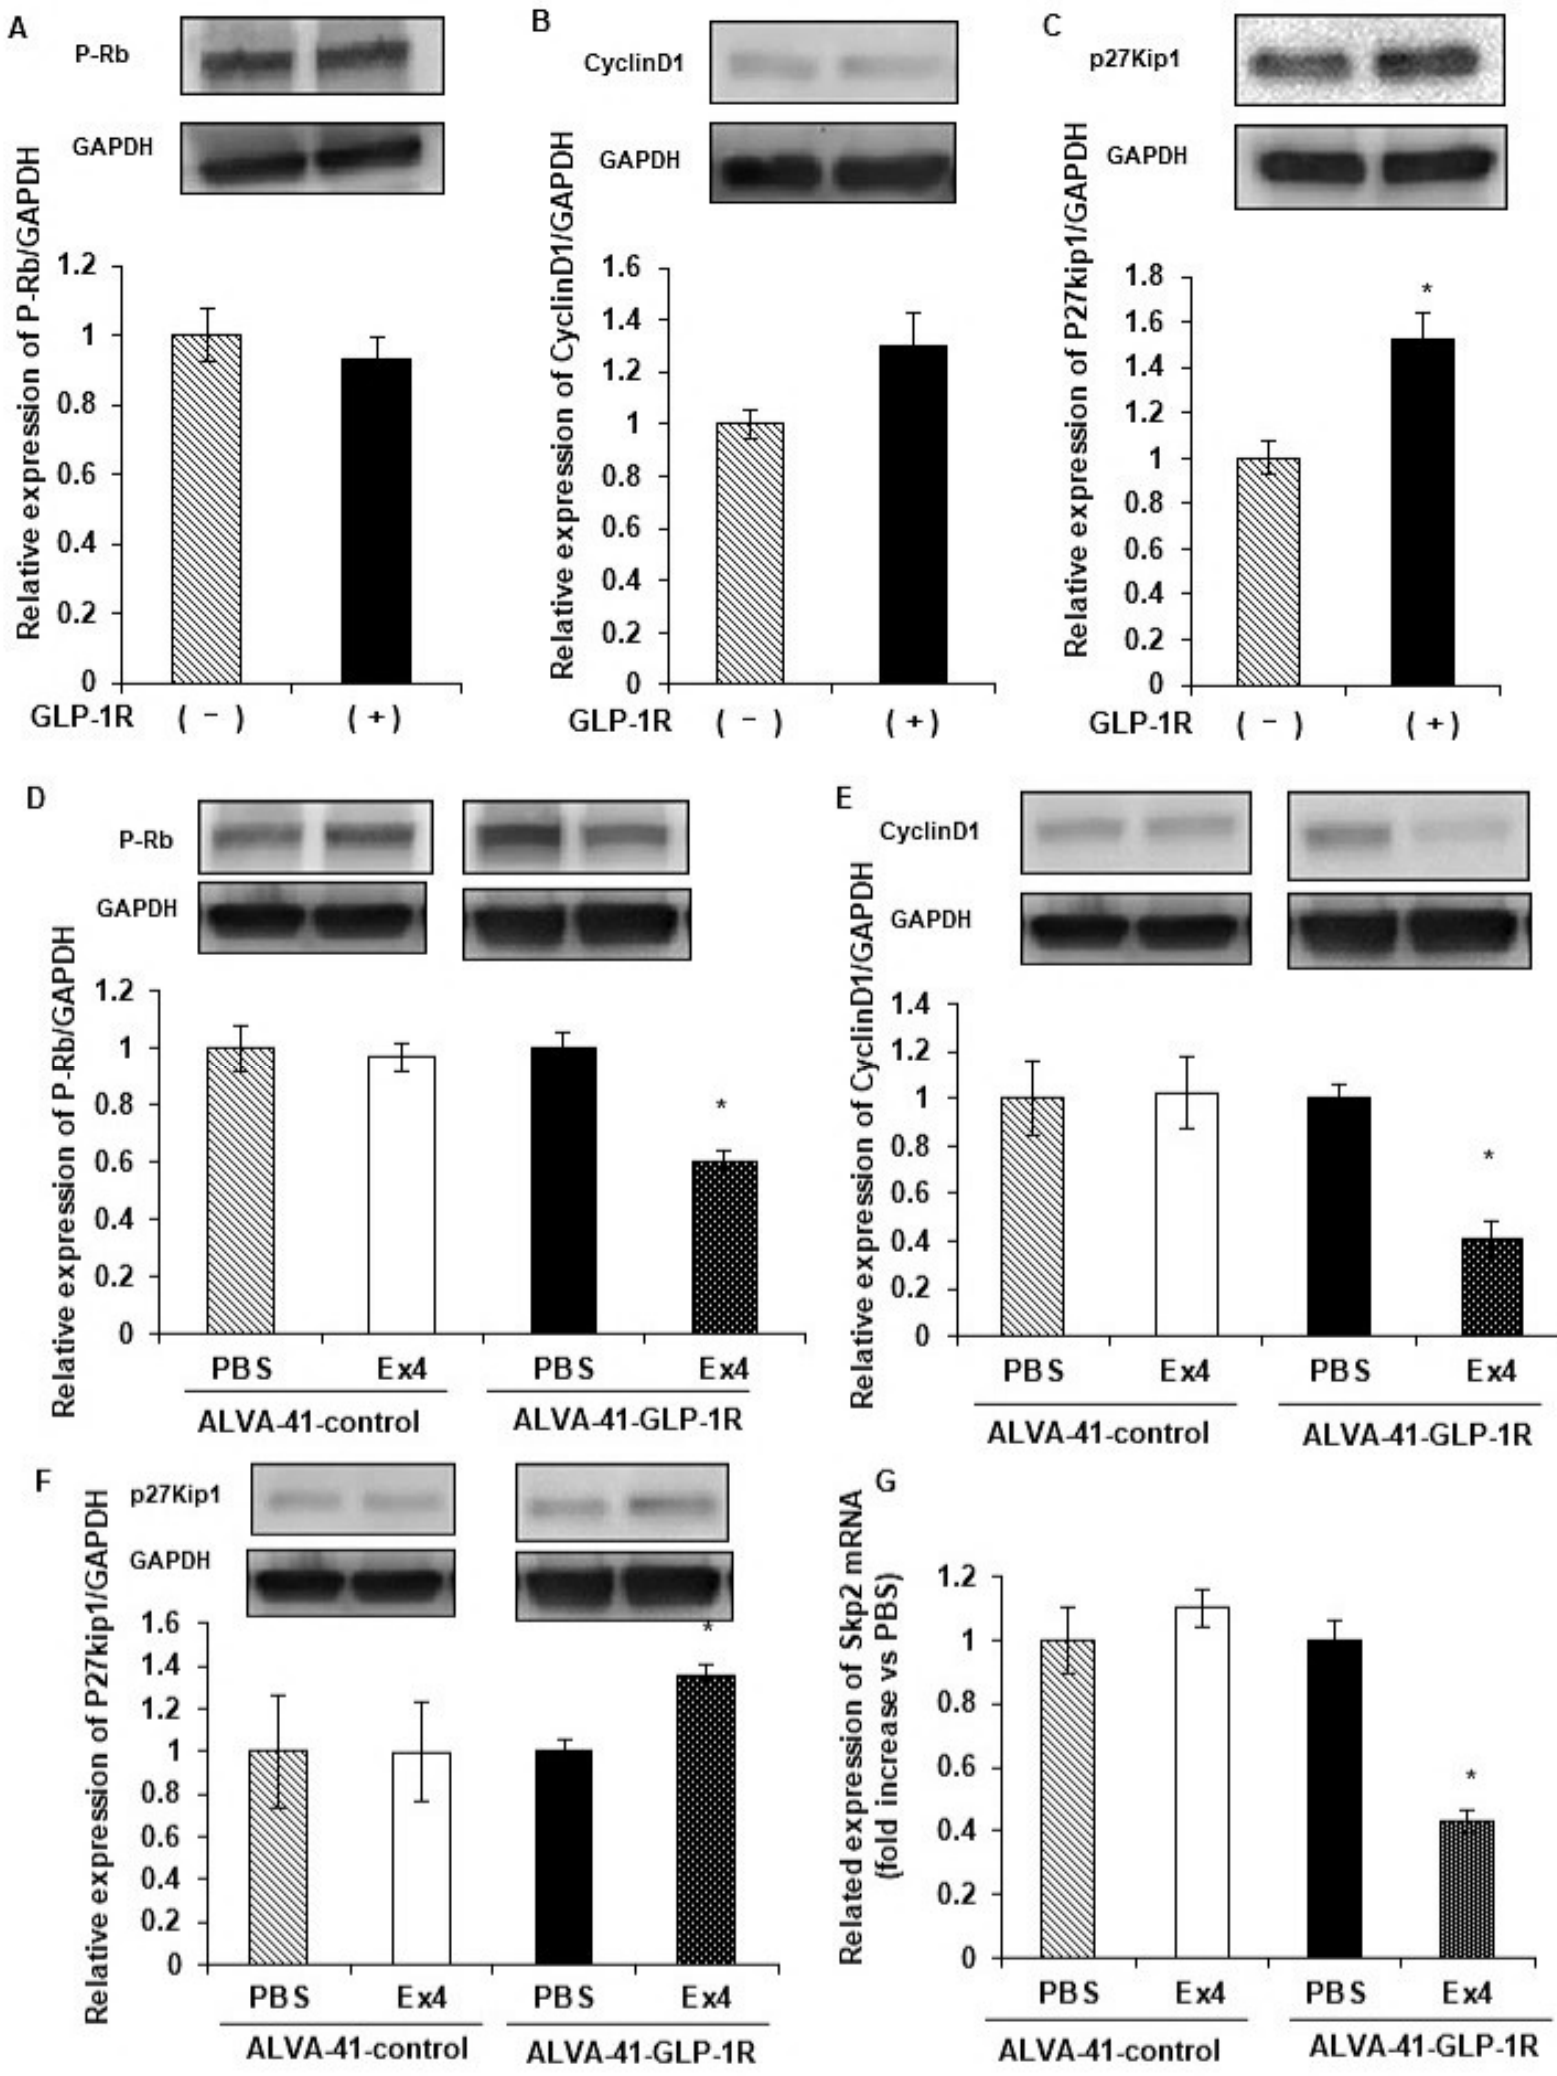 A
P-Rb
GAPDH
Relative expression of P-Rb/GAPDH
1.2
1
0.8
0.6
0.4
0.2
0
GLP-1R ( - ) ( + )
B
CyclinD1
GAPDH
Relative expression of CyclinD1/GAPDH
1.6
1.4
1.2
1
0.8
0.6
0.4
0.2
0
GLP-1R ( - ) ( + )
C
p27Kip1
GAPDH
Relative expression of P27kip1/GAPDH
1.8
1.6
1.4
1.2
1
0.8
0.6
0.4
0.2
0
*
GLP-1R ( - ) ( + )
D
P-Rb
GAPDH
Relative expression of P-Rb/GAPDH
1.2
1
0.8
0.6
0.4
0.2
0
*
PBS Ex4 PBS Ex4
ALVA-41-control ALVA-41-GLP-1R
E
CyclinD1
GAPDH
Relative expression of CyclinD1/GAPDH
1.4
1.2
1
0.8
0.6
0.4
0.2
0
*
PBS Ex4 PBS Ex4
ALVA-41-control ALVA-41-GLP-1R
F
p27Kip1
GAPDH
Relative expression of P27kip1/GAPDH
1.6
1.4
1.2
1
0.8
0.6
0.4
0.2
0
*
PBS Ex4 PBS Ex4
ALVA-41-control ALVA-41-GLP-1R
G
Related expression of Skp2 mRNA
(fold increase vs PBS)
1.2
1
0.8
0.6
0.4
0.2
0
*
PBS Ex4 PBS Ex4
ALVA-41-control ALVA-41-GLP-1R